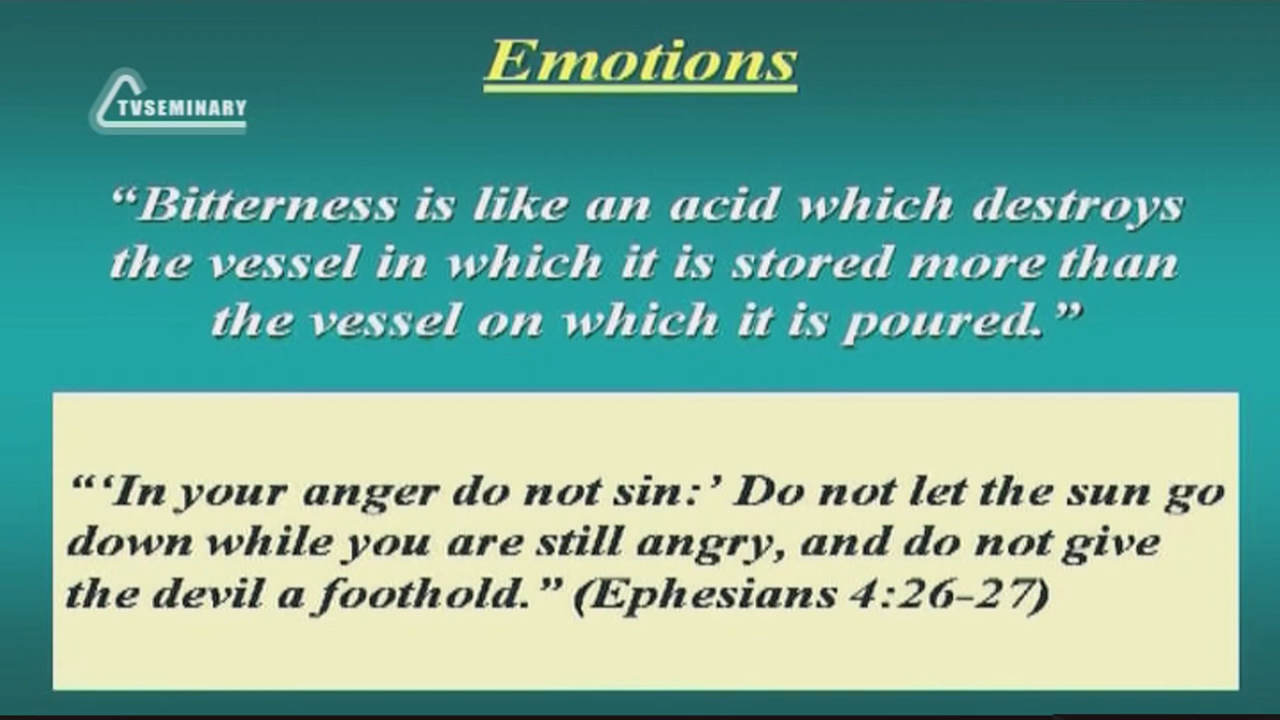 Emotions
TVSEMINARY
“Bitterness is like an acid which destroys
the vessel in which it is stored more than
the vessel on which it is poured.”
“‘In your anger do not sin:’ Do not let the sun go
down while you are still angry, and do not give
the devil a foothold.” (Ephesians 4:26-27)